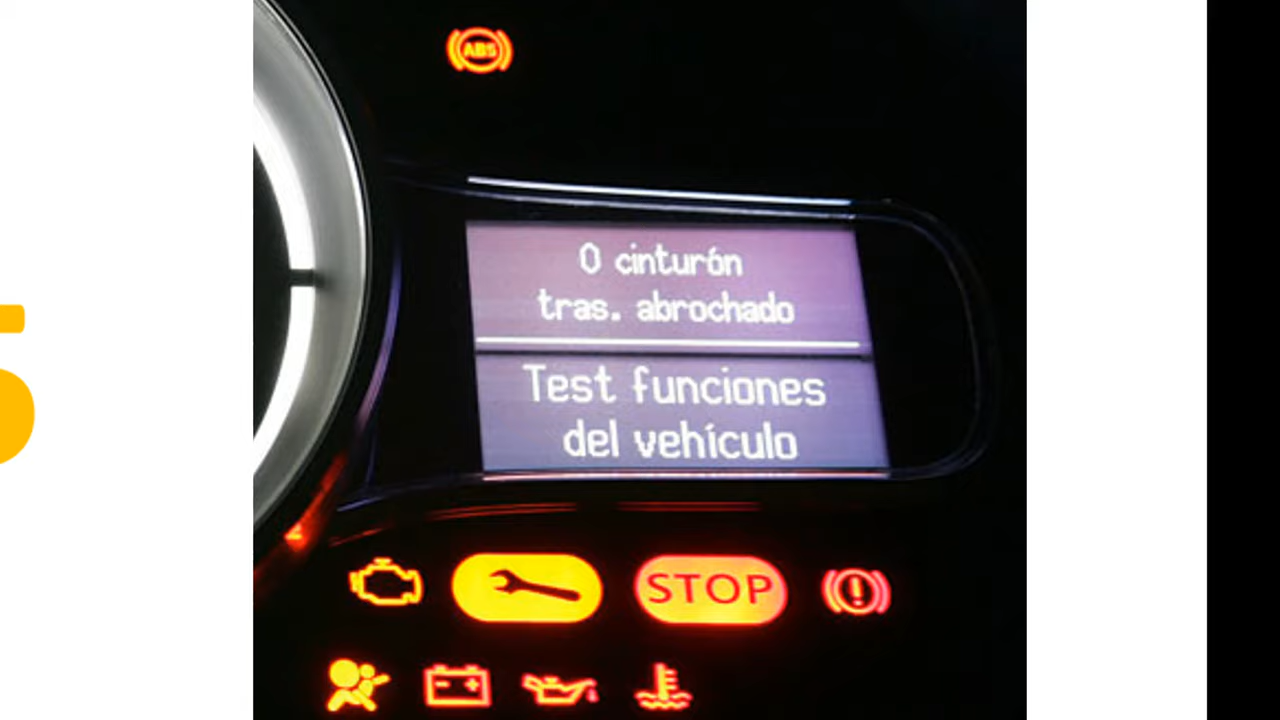 ABS
0 cinturón
tras. abrochado
Test funciones
del vehículo
STOP